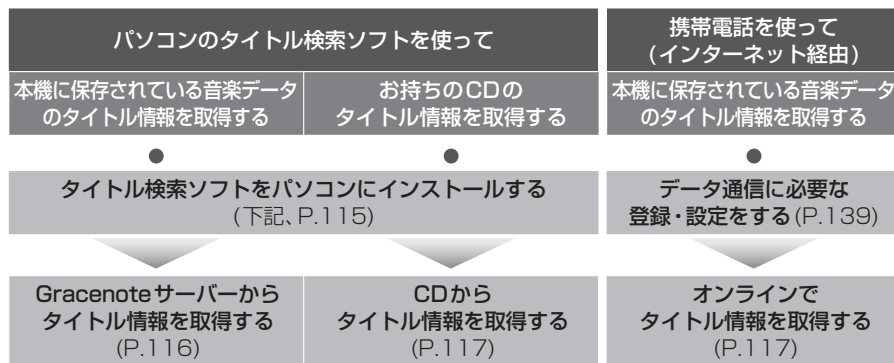 パソコンのタイトル検索ソフトを使って
携帯電話を使って
(インターネット経由)
本機に保存されている音楽データ
のタイトル情報を取得する
お持ちのCDの
タイトル情報を取得する
本機に保存されている音楽データ
のタイトル情報を取得する
タイトル検索ソフトをパソコンにインストールする
(下記、P.115)
データ通信に必要な
登録・設定をする(P.139)
Gracenoteサーバーから
タイトル情報を取得する
(P.116)
CDから
タイトル情報を取得する
(P.117)
オンラインで
タイトル情報を取得する
(P.117)